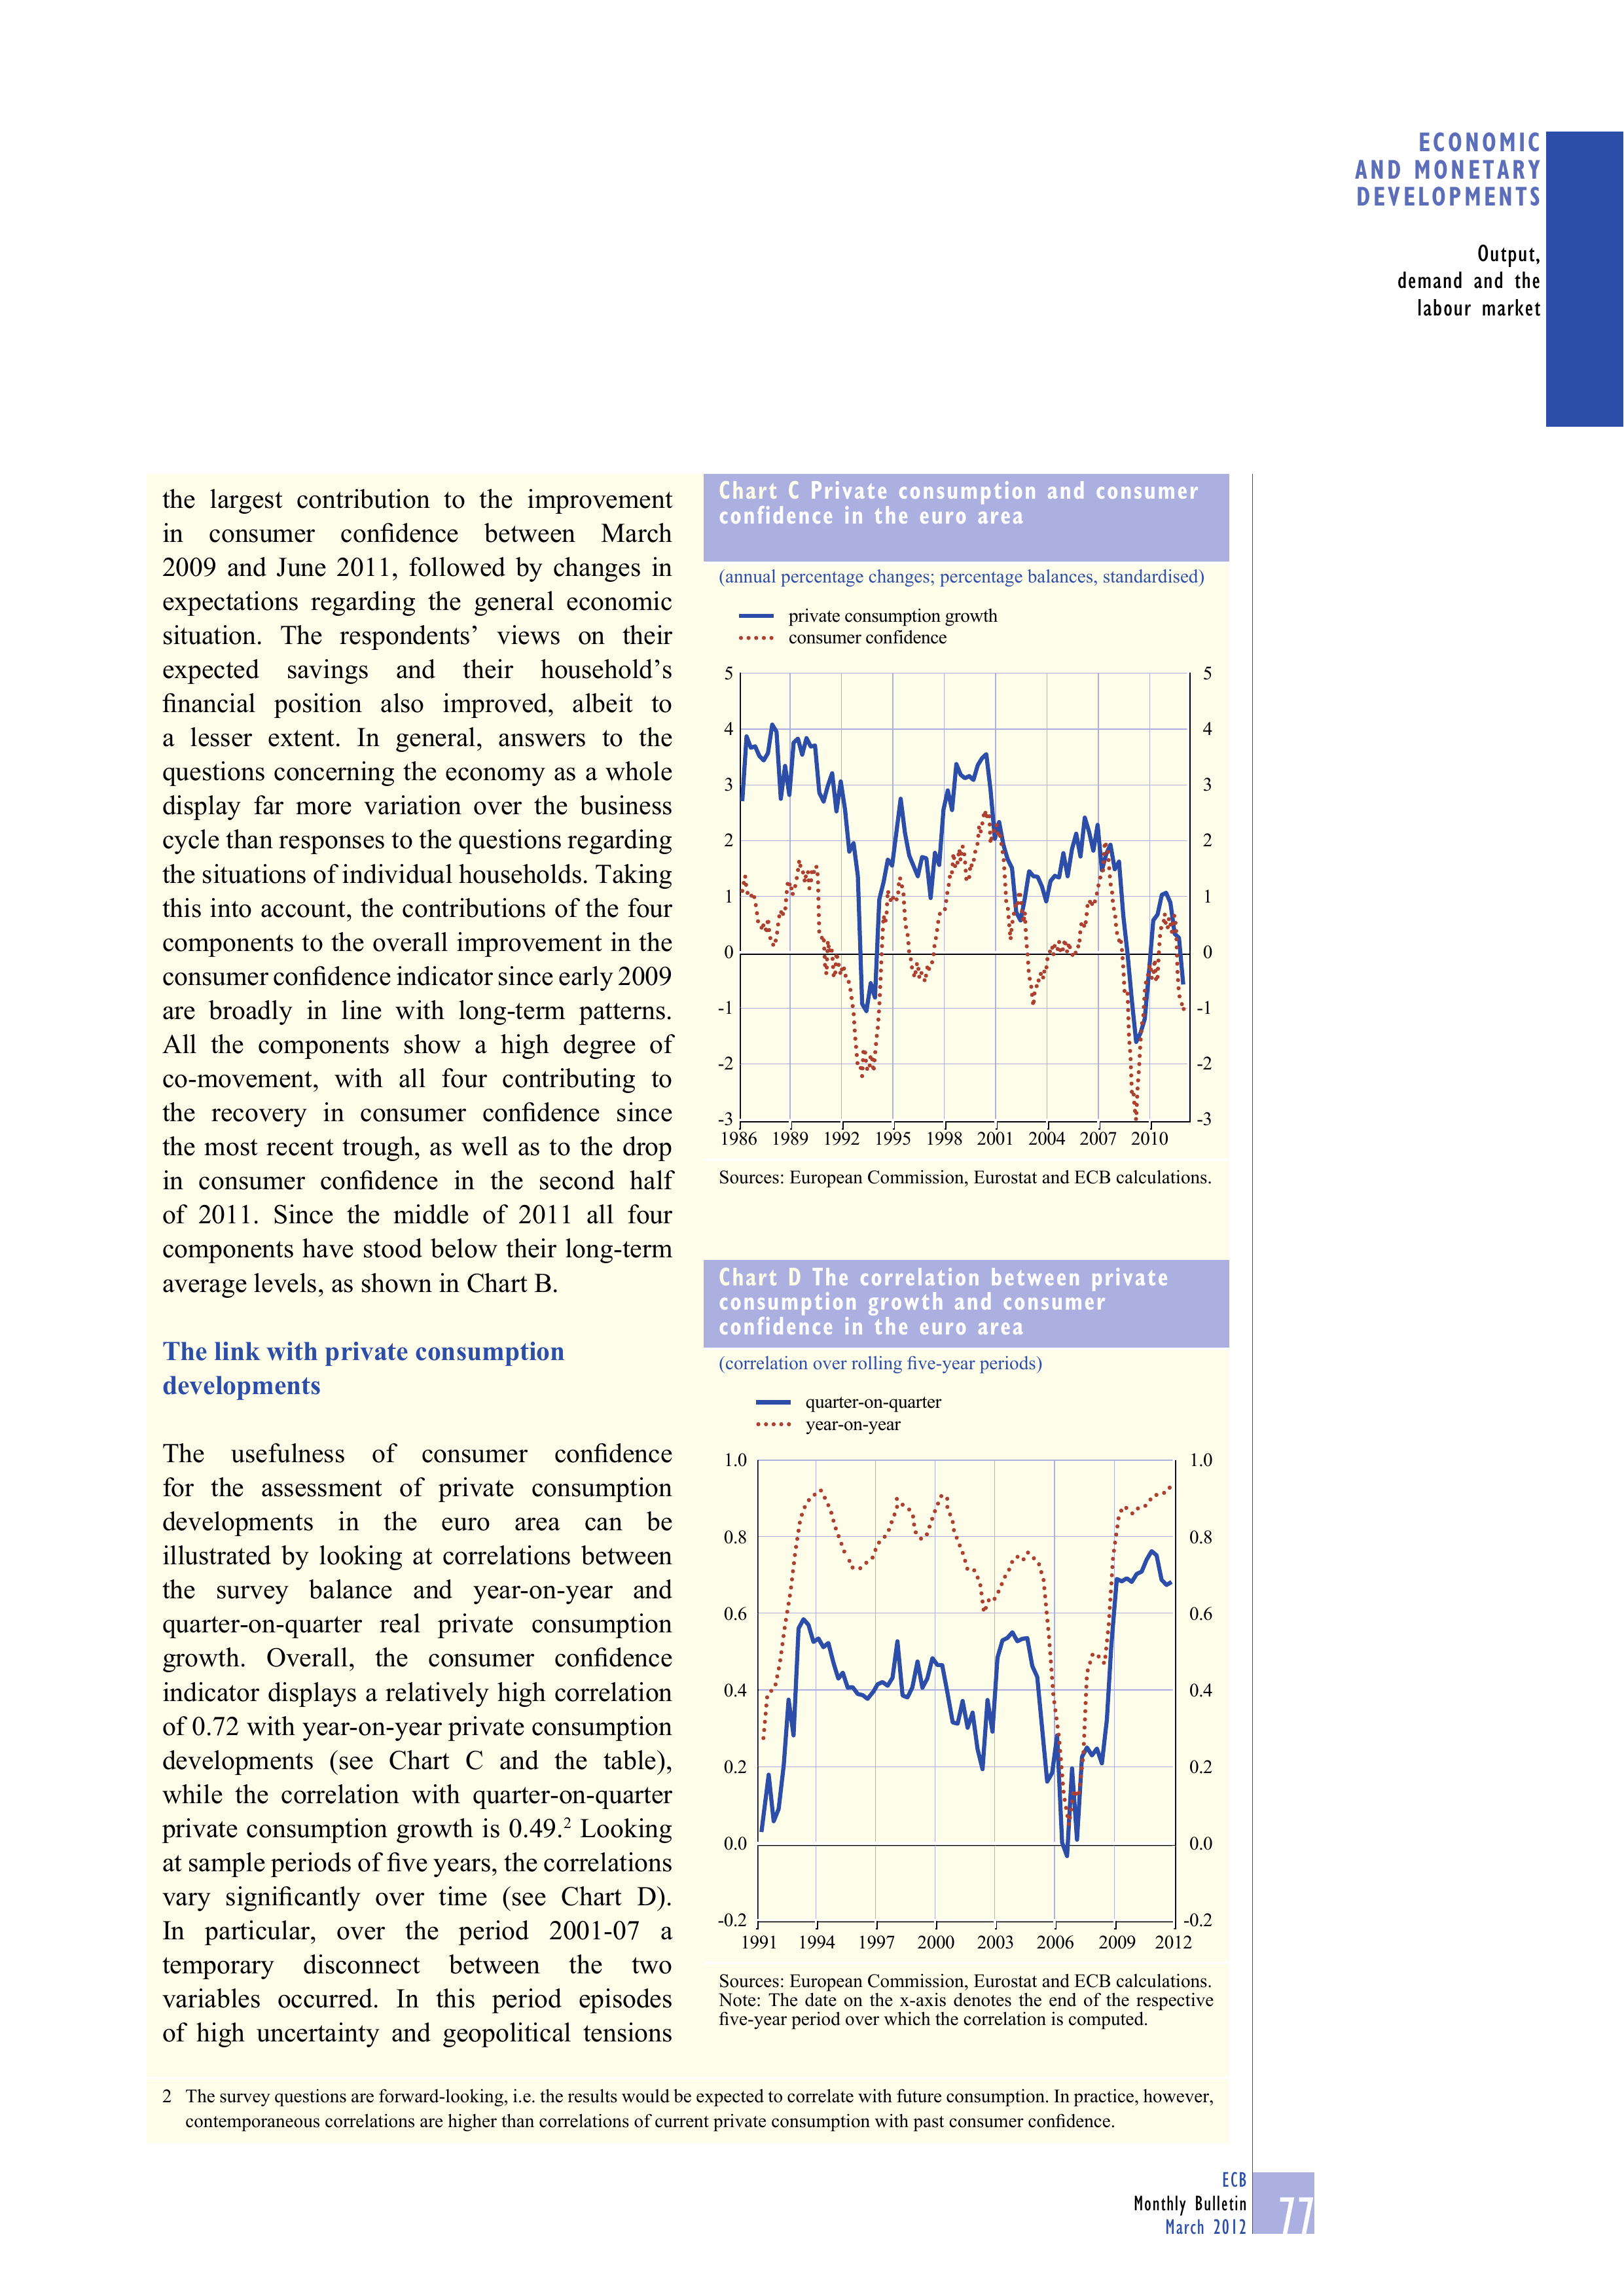 ECONOMIC
AND MONETARY
DEVELOPMENTS
Output,
demand and the
labour market
the largest contribution to the improvement
in consumer confidence between March
2009 and June 2011, followed by changes in
expectations regarding the general economic
situation. The respondents’ views on their
expected savings and their household’s
financial position also improved, albeit to
a lesser extent. In general, answers to the
questions concerning the economy as a whole
display far more variation over the business
cycle than responses to the questions regarding
the situations of individual households. Taking
this into account, the contributions of the four
components to the overall improvement in the
consumer confidence indicator since early 2009
are broadly in line with long-term patterns.
All the components show a high degree of
co-movement, with all four contributing to
the recovery in consumer confidence since
the most recent trough, as well as to the drop
in consumer confidence in the second half
of 2011. Since the middle of 2011 all four
components have stood below their long-term
average levels, as shown in Chart B.
The link with private consumption
developments
The usefulness of consumer confidence
for the assessment of private consumption
developments in the euro area can be
illustrated by looking at correlations between
the survey balance and year-on-year and
quarter-on-quarter real private consumption
growth. Overall, the consumer confidence
indicator displays a relatively high correlation
of 0.72 with year-on-year private consumption
developments (see Chart C and the table),
while the correlation with quarter-on-quarter
private consumption growth is 0.49.2 Looking
at sample periods of five years, the correlations
vary significantly over time (see Chart D).
In particular, over the period 2001-07 a
temporary disconnect between the two
variables occurred. In this period episodes
of high uncertainty and geopolitical tensions
Chart C Private consumption and consumer
confidence in the euro area
(annual percentage changes; percentage balances, standardised)
private consumption growth
consumer confidence
5 5
4 4
3 3
2 2
1 1
0 0
-1 -1
-2 -2
-3 -3
1986 1989 1992 1995 1998 2001 2004 2007 2010
Sources: European Commission, Eurostat and ECB calculations.
Chart D The correlation between private
consumption growth and consumer
confidence in the euro area
(correlation over rolling five-year periods)
quarter-on-quarter
year-on-year
1.0 1.0
0.8 0.8
0.6 0.6
0.4 0.4
0.2 0.2
0.0 0.0
-0.2 -0.2
1991 1994 1997 2000 2003 2006 2009 2012
Sources: European Commission, Eurostat and ECB calculations.
Note: The date on the x-axis denotes the end of the respective
five-year period over which the correlation is computed.
2 The survey questions are forward-looking, i.e. the results would be expected to correlate with future consumption. In practice, however,
contemporaneous correlations are higher than correlations of current private consumption with past consumer confidence.
ECB
Monthly Bulletin
March 2012
77